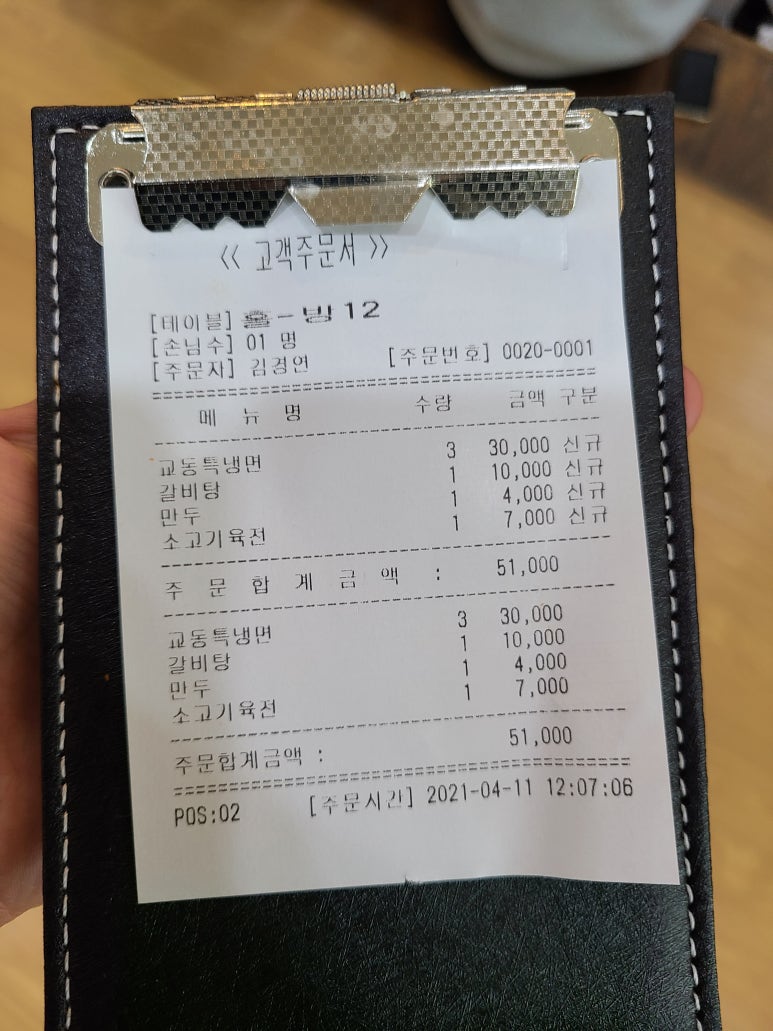 << 고객주문서 >>
[테이블] 홀-방12
[손님수] 01 명
[주문자] 김경연 [주문번호] 0020-0001
메 뉴 명 수량 금액 구분
교동특냉면 3 30,000 신규
갈비탕 1 10,000 신규
만두 1 4,000 신규
소고기육전 1 7,000 신규
주 문 합 계 금 액 : 51,000
교동특냉면 3 30,000
갈비탕 1 10,000
만두 1 4,000
소고기육전 1 7,000
주문합계금액 : 51,000
POS:02 [주문시간] 2021-04-11 12:07:06